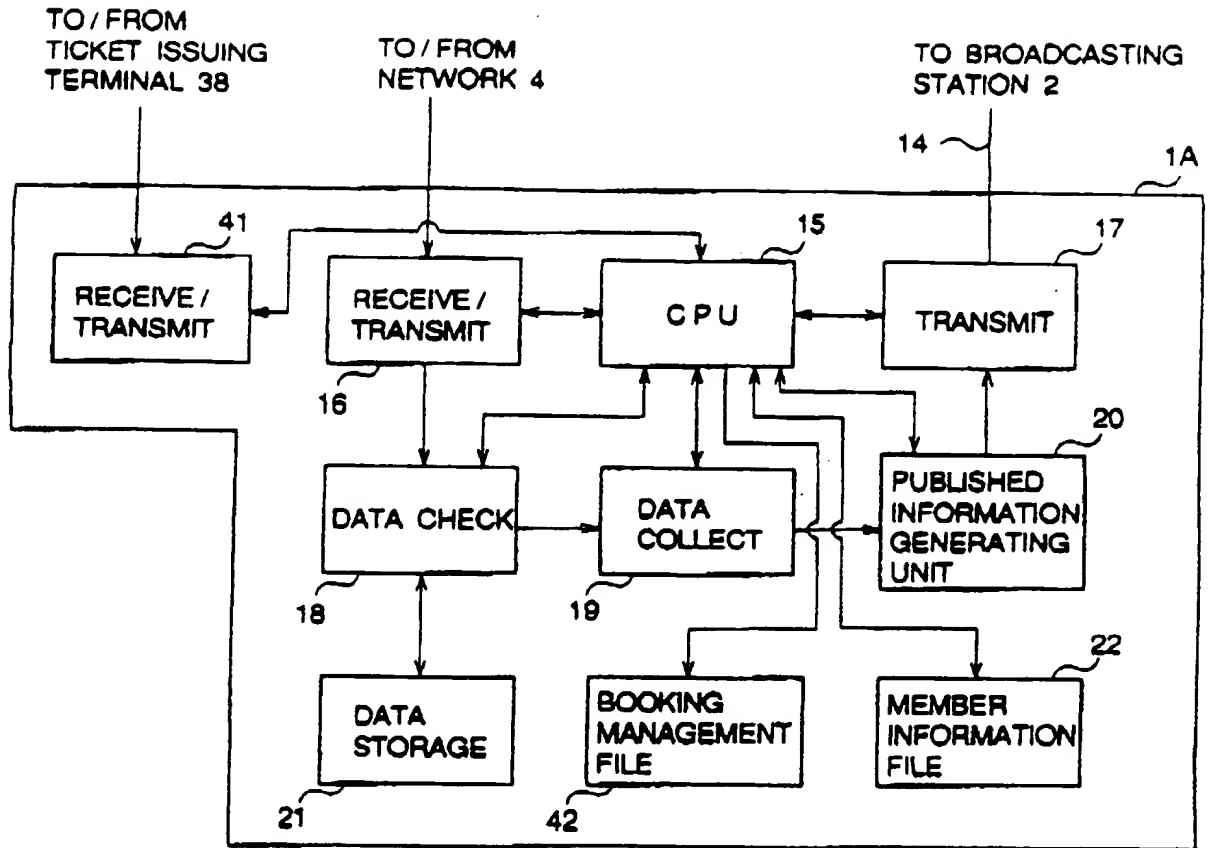 TO/FROM
TICKET ISSUING
TERMINAL 38
TO/FROM
NETWORK 4
TO BROADCASTING
STATION 2
14
1A
41
RECEIVE/
TRANSMIT
RECEIVE/
TRANSMIT
16
15
CPU
17
TRANSMIT
DATA CHECK
18
DATA
COLLECT
19
20
PUBLISHED
INFORMATION
GENERATING
UNIT
DATA
STORAGE
21
BOOKING
MANAGEMENT
FILE
42
22
MEMBER
INFORMATION
FILE